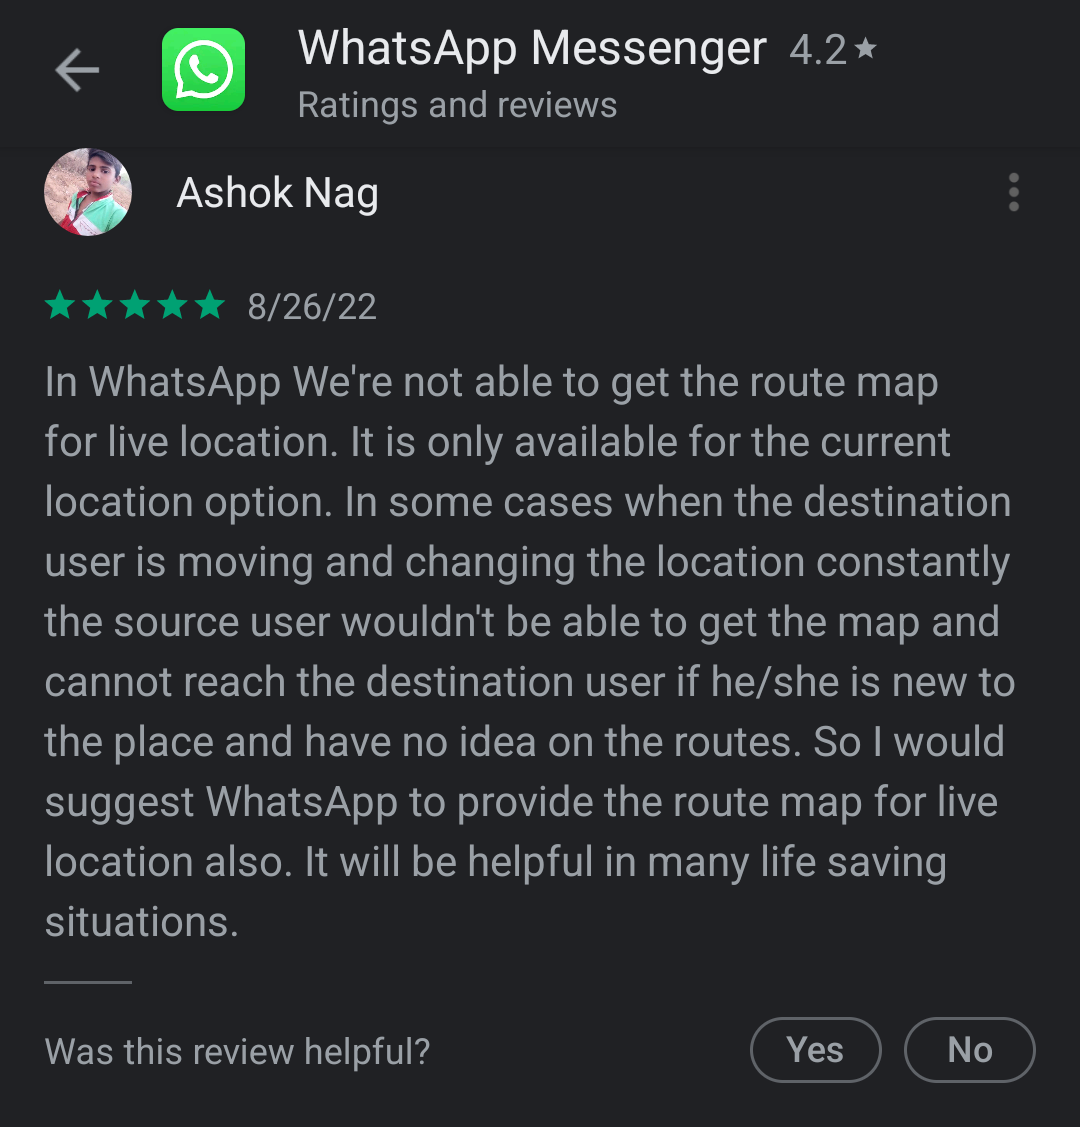 WhatsApp Messenger 4.2★
Ratings and reviews
Ashok Nag
★★★★★ 8/26/22
In WhatsApp We're not able to get the route map
for live location. It is only available for the current
location option. In some cases when the destination
user is moving and changing the location constantly
the source user wouldn't be able to get the map and
cannot reach the destination user if he/she is new to
the place and have no idea on the routes. So I would
suggest WhatsApp to provide the route map for live
location also. It will be helpful in many life saving
situations.
Was this review helpful?
Yes
No